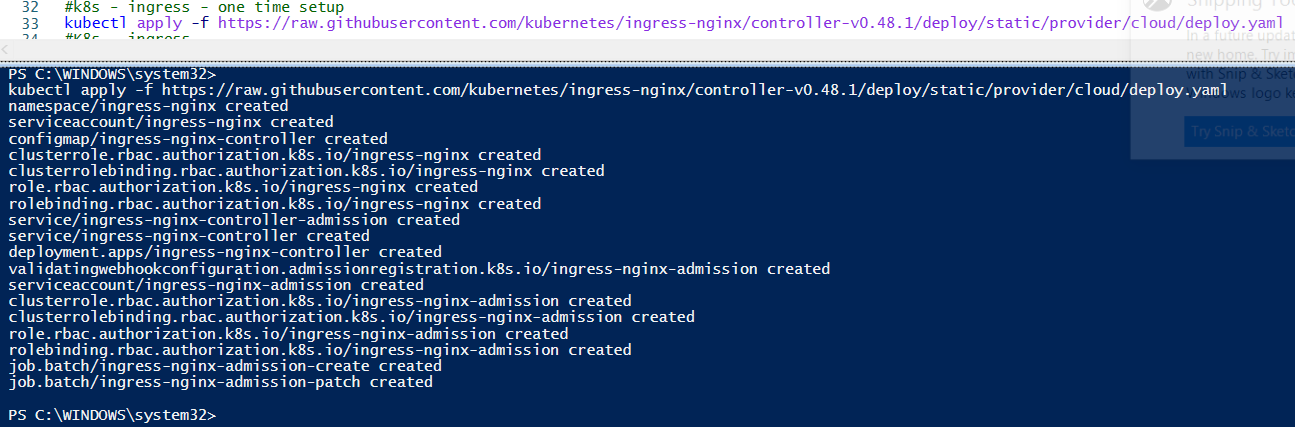 32 #k8s - ingress - one time setup
33 kubectl apply -f https://raw.githubusercontent.com/kubernetes/ingress-nginx/controller-v0.48.1/deploy/static/provider/cloud/deploy.yaml
34 #K8s - ingress
Snipping Too
In a future updat
new home. Try im
with Snip & Sketc
Windows logo ke
Try Snip & Sketc
PS C:\WINDOWS\system32>
kubectl apply -f https://raw.githubusercontent.com/kubernetes/ingress-nginx/controller-v0.48.1/deploy/static/provider/cloud/deploy.yaml
namespace/ingress-nginx created
serviceaccount/ingress-nginx created
configmap/ingress-nginx-controller created
clusterrole.rbac.authorization.k8s.io/ingress-nginx created
clusterrolebinding.rbac.authorization.k8s.io/ingress-nginx created
role.rbac.authorization.k8s.io/ingress-nginx created
rolebinding.rbac.authorization.k8s.io/ingress-nginx created
service/ingress-nginx-controller-admission created
service/ingress-nginx-controller created
deployment.apps/ingress-nginx-controller created
validatingwebhookconfiguration.admissionregistration.k8s.io/ingress-nginx-admission created
serviceaccount/ingress-nginx-admission created
clusterrole.rbac.authorization.k8s.io/ingress-nginx-admission created
clusterrolebinding.rbac.authorization.k8s.io/ingress-nginx-admission created
role.rbac.authorization.k8s.io/ingress-nginx-admission created
rolebinding.rbac.authorization.k8s.io/ingress-nginx-admission created
job.batch/ingress-nginx-admission-create created
job.batch/ingress-nginx-admission-patch created
PS C:\WINDOWS\system32>